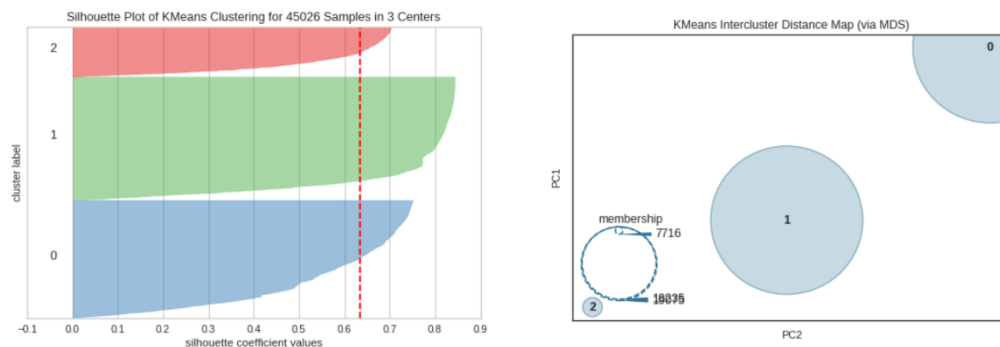 Silhouette Plot of KMeans Clustering for 45026 Samples in 3 Centers
2
1
0
cluster label
−0.1 0.0 0.1 0.2 0.3 0.4 0.5 0.6 0.7 0.8 0.9
silhouette coefficient values
KMeans Intercluster Distance Map (via MDS)
0
1
PC1
membership
7716
2
PC2